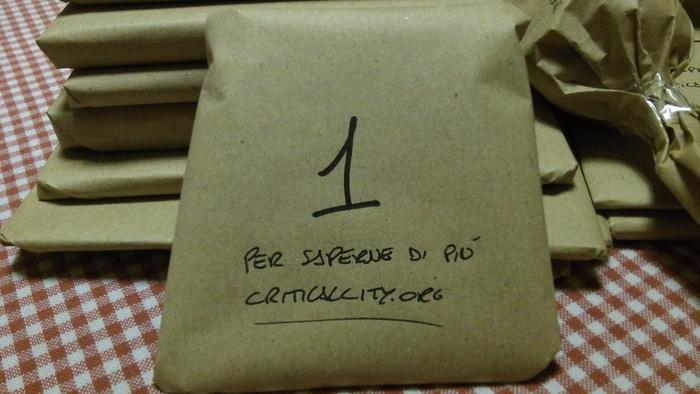 1
PER SAPERNE DI PIÙ
CRITICALCITY.ORG